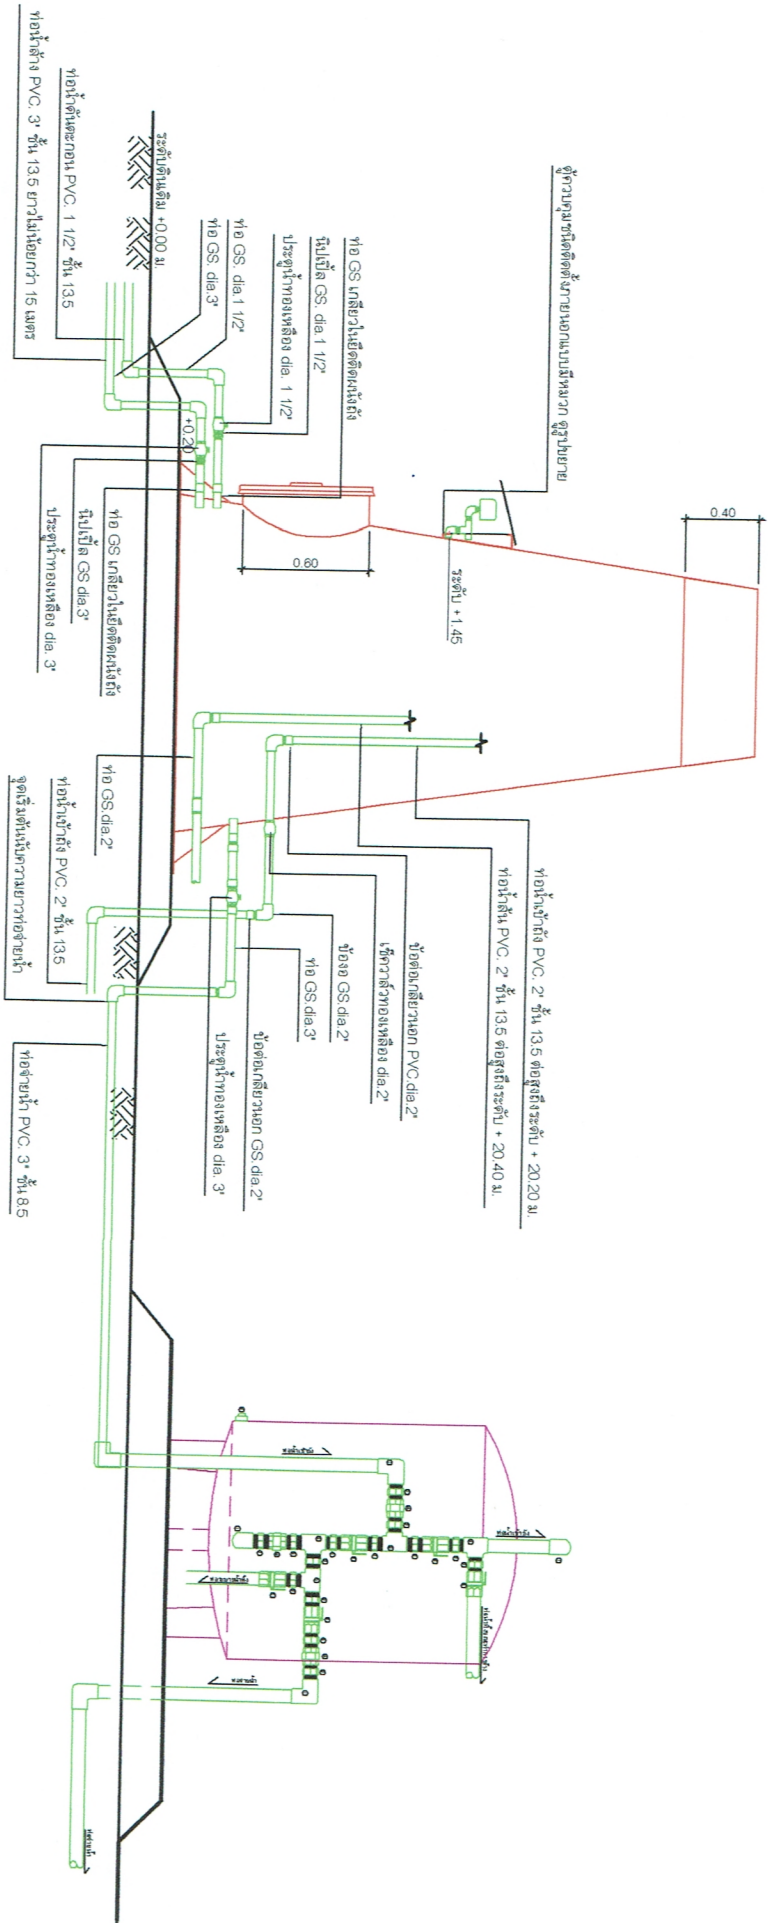 ตู้ควบคุมชนิดติดตั้งภายนอกแบบมีหมวก ดูรูปขยาย
0.40
ระดับ +1.45
0.60
ท่อ GS เกลียวในยึดติดผนังถัง
นิปเปิ้ล GS. dia.1 1/2"
ประตูน้ำทองเหลือง dia. 1 1/2"
ท่อ GS. dia.1 1/2"
ท่อ GS. dia.3"
ระดับดินเดิม +0.00 ม.
ท่อน้ำดันตะกอน PVC. 1 1/2" ชั้น 13.5
ท่อน้ำล้าง PVC. 3" ชั้น 13.5 ยาวไม่น้อยกว่า 15 เมตร
+0.20
ท่อ GS เกลียวในยึดติดผนังถัง
นิปเปิ้ล GS dia.3"
ประตูน้ำทองเหลือง dia. 3"
ท่อน้ำเข้าถัง PVC. 2" ชั้น 13.5 ต่อสูงถึงระดับ + 20.20 ม.
ท่อน้ำล้น PVC. 2" ชั้น 13.5 ต่อสูงถึงระดับ + 20.40 ม.
ข้อต่อเกลียวนอก PVC.dia.2"
เช็ควาล์วทองเหลือง dia.2"
ข้องอ GS.dia.2"
ท่อ GS.dia.3"
ข้อต่อเกลียวนอก GS.dia.2"
ประตูน้ำทองเหลือง dia. 3"
ท่อ GS.dia.2"
ท่อน้ำเข้าถัง PVC. 2" ชั้น 13.5
จุดเริ่มต้นนับความยาวท่อจ่ายน้ำ
ท่อจ่ายน้ำ PVC. 3" ชั้น 8.5
ท่อน้ำเข้าถัง
ท่อจ่ายน้ำ